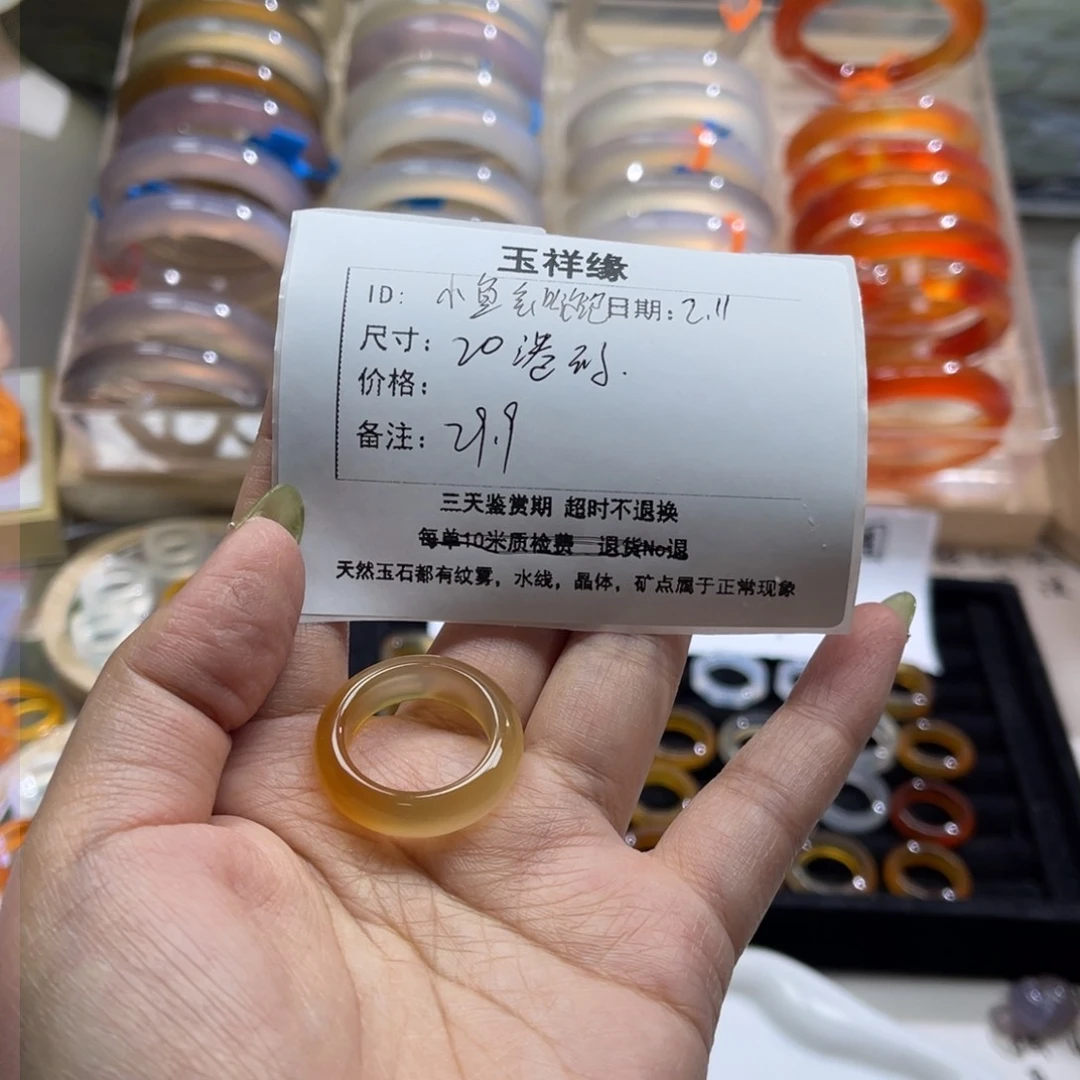 玉祥缘
ID: 小鱼会 日期: 2.11
尺寸: 20港码.
价格:
备注: 29.9
三天鉴赏期 超时不退换
每单10米质检费 退货No退
天然玉石都有纹雾，水线，晶体，矿点属于正常现象